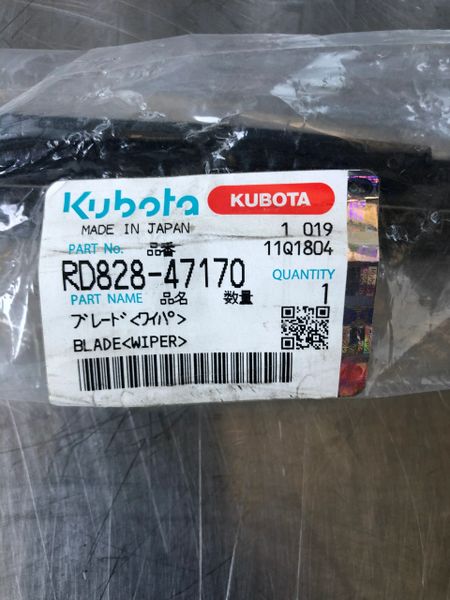 Kubota KUBOTA
MADE IN JAPAN 1 019
PART No. 品番 11Q1804
RD828-47170 QUANTITY
PART NAME 品名 数量 1
ブレード<ワイパ>
BLADE<WIPER>